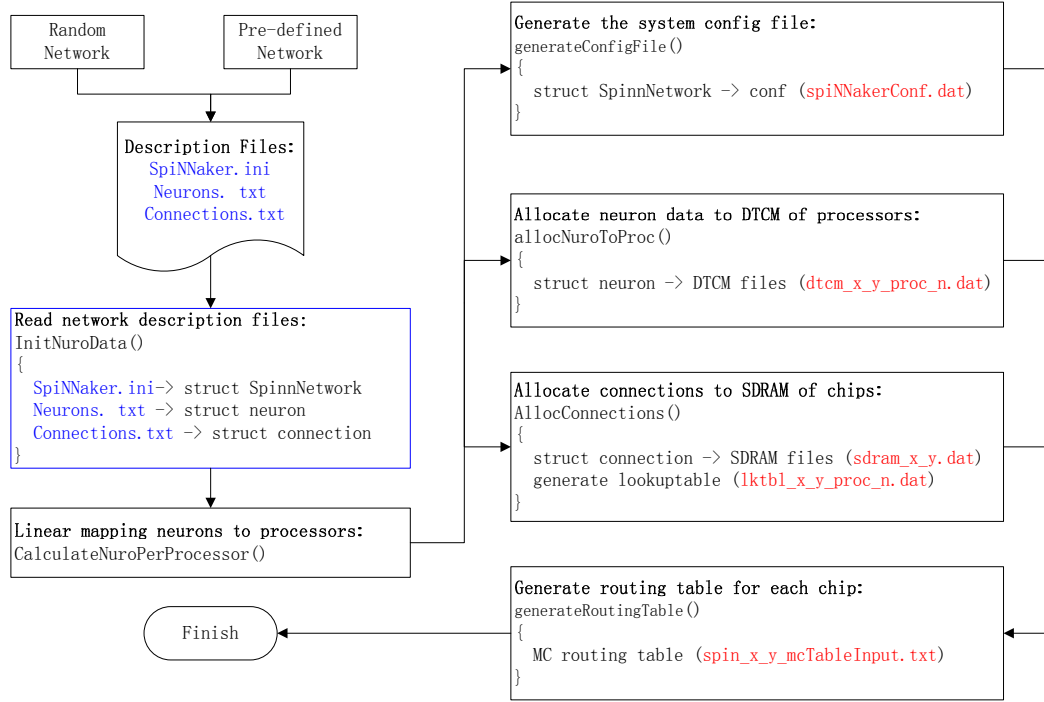 Random
Network
Pre-defined
Network
Description Files:
SpiNNaker.ini
Neurons. txt
Connections.txt
Read network description files:
InitNuroData()
{
SpiNNaker.ini-> struct SpinnNetwork
Neurons. txt -> struct neuron
Connections.txt -> struct connection
}
Linear mapping neurons to processors:
CalculateNuroPerProcessor()
Generate the system config file:
generateConfigFile()
{
struct SpinnNetwork -> conf (spiNNakerConf.dat)
}
Allocate neuron data to DTCM of processors:
allocNuroToProc()
{
struct neuron -> DTCM files (dtcm_x_y_proc_n.dat)
}
Allocate connections to SDRAM of chips:
AllocConnections()
{
struct connection -> SDRAM files (sdram_x_y.dat)
generate lookuptable (lktbl_x_y_proc_n.dat)
}
Generate routing table for each chip:
generateRoutingTable()
{
MC routing table (spin_x_y_mcTableInput.txt)
}
Finish